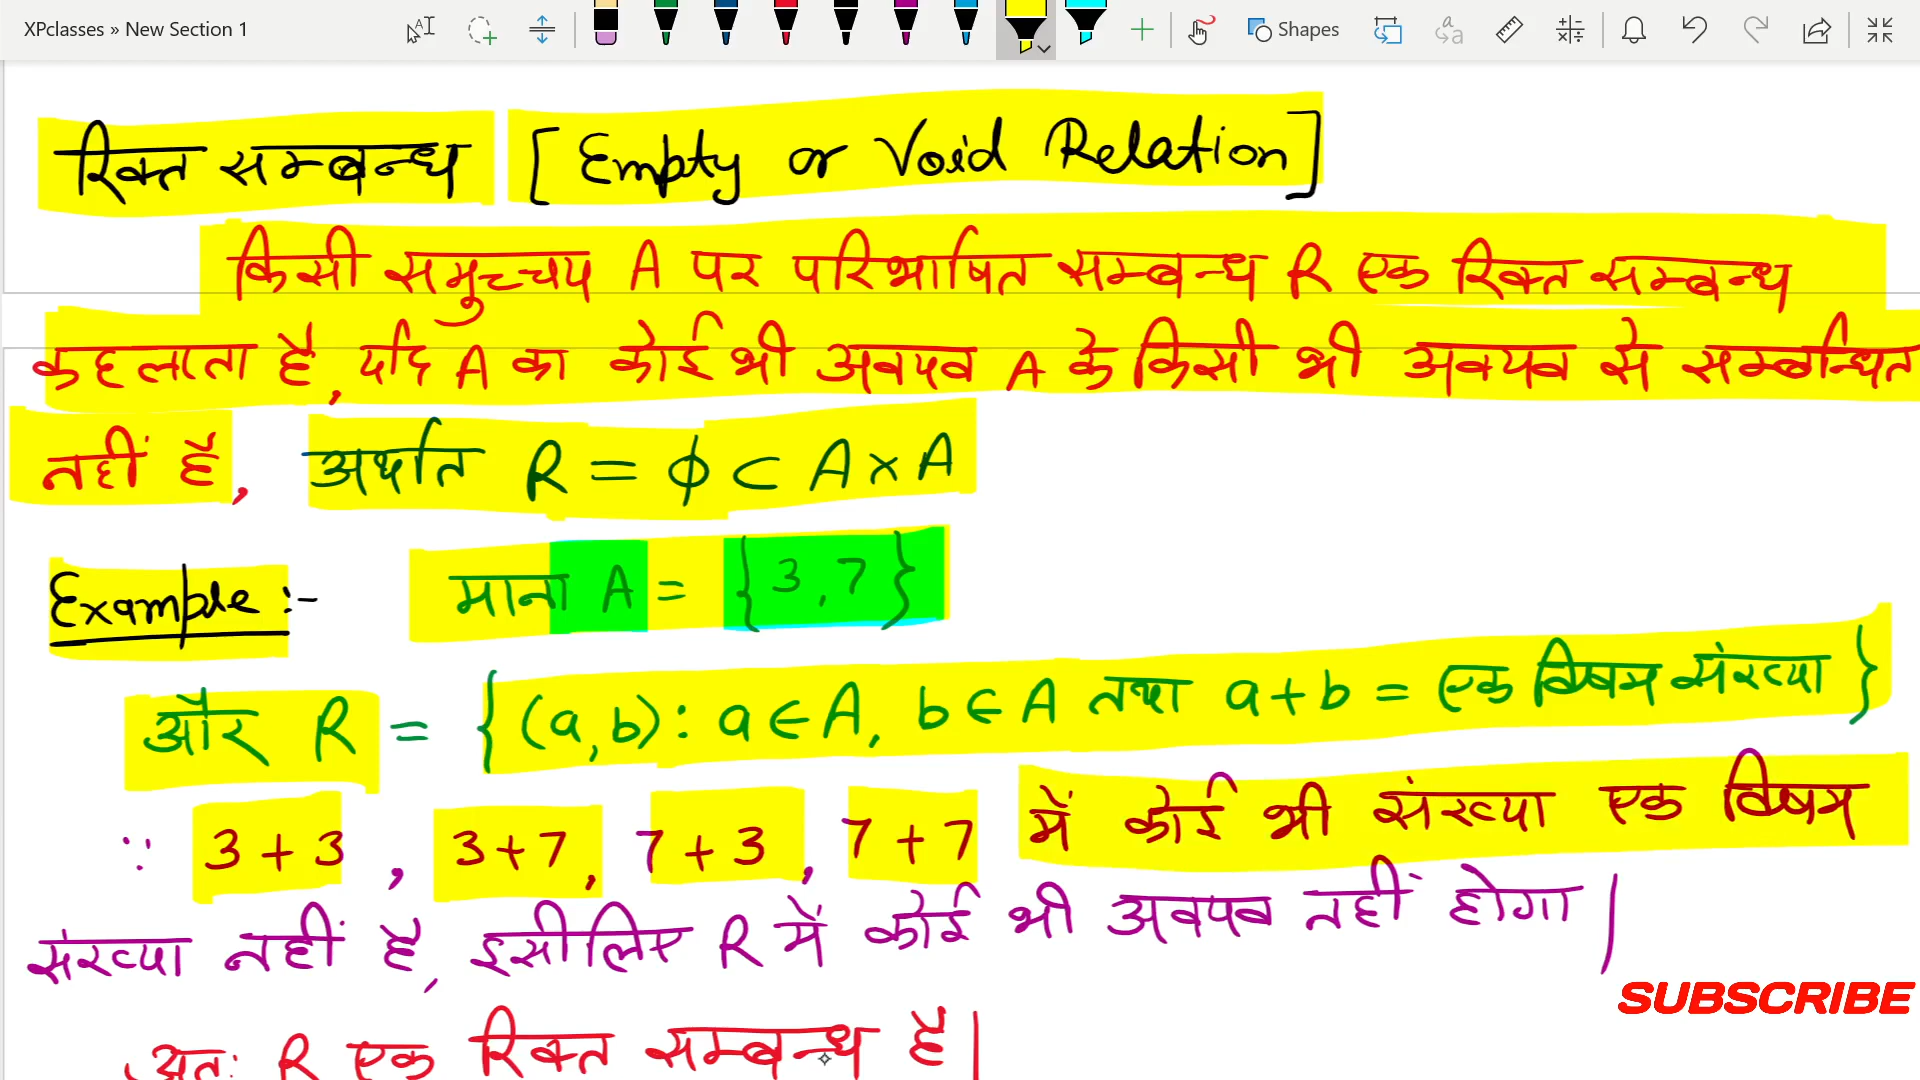 XPclasses » New Section 1
Shapes
रिक्त सम्बन्ध [ Empty or Void Relation ]
किसी समुच्चय A पर परिभाषित सम्बन्ध R एक रिक्त सम्बन्ध
कहलाता है, यदि A का कोई भी अवयव A के किसी भी अवयव से सम्बन्धित
नहीं है, अर्थात R = ϕ ⊂ A × A
Example :- माना A = {3, 7}
और R = {(a, b) : a ∈ A, b ∈ A तथा a + b = एक विषम संख्या}
∵ 3 + 3, 3 + 7, 7 + 3, 7 + 7 में कोई भी संख्या एक विषम
संख्या नहीं है, इसीलिए R में कोई भी अवयव नहीं होगा |
SUBSCRIBE
अतः R एक रिक्त सम्बन्ध है |